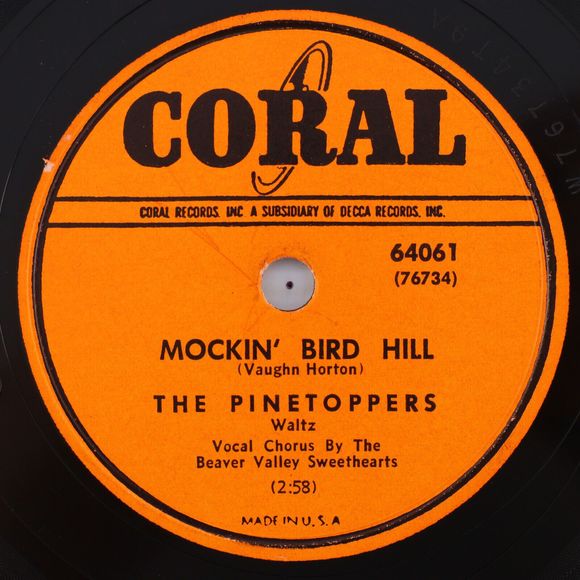 CORAL
CORAL RECORDS, INC A SUBSIDIARY OF DECCA RECORDS, INC.
64061
(76734)
MOCKIN' BIRD HILL
(Vaughn Horton)
THE PINETOPPERS
Waltz
Vocal Chorus By The
Beaver Valley Sweethearts
(2:58)
MADE IN U.S.A